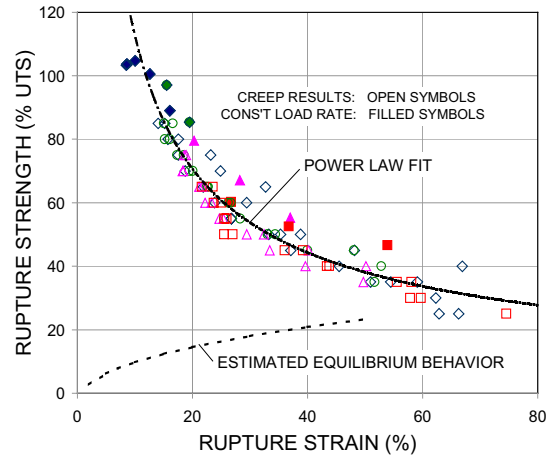 120
100
80
60
40
20
0
RUPTURE STRENGTH (% UTS)
CREEP RESULTS: OPEN SYMBOLS
CONS'T LOAD RATE: FILLED SYMBOLS
POWER LAW FIT
ESTIMATED EQUILIBRIUM BEHAVIOR
0 20 40 60 80
RUPTURE STRAIN (%)